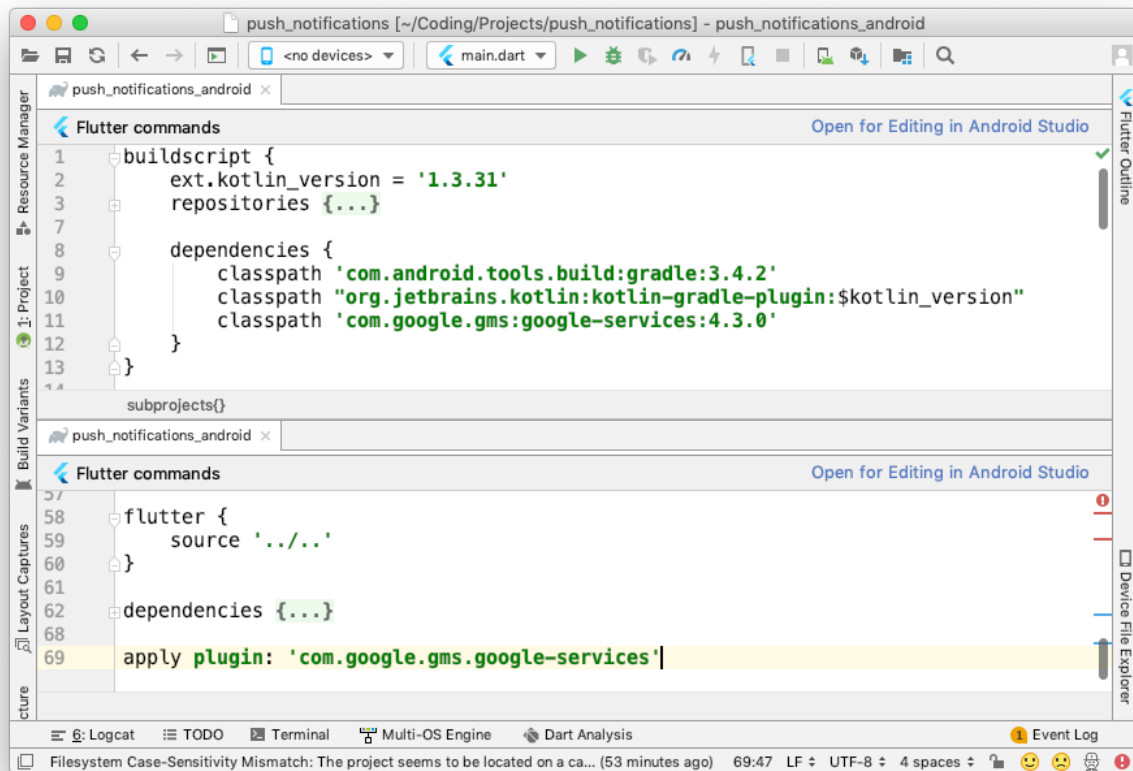 push_notifications [~/Coding/Projects/push_notifications] - push_notifications_android
<no devices>
main.dart
push_notifications_android
Flutter commands
Open for Editing in Android Studio
1 buildscript {
2 ext.kotlin_version = '1.3.31'
3 repositories {...}
7
8 dependencies {
9 classpath 'com.android.tools.build:gradle:3.4.2'
10 classpath "org.jetbrains.kotlin:kotlin-gradle-plugin:$kotlin_version"
11 classpath 'com.google.gms:google-services:4.3.0'
12 }
13 }
14
subprojects{}
push_notifications_android
Flutter commands
Open for Editing in Android Studio
57
58 flutter {
59 source '../..'
60 }
61
62 dependencies {...}
68
69 apply plugin: 'com.google.gms.google-services'
Resource Manager
1: Project
Build Variants
Layout Captures
cture
Flutter Outline
Device File Explorer
6: Logcat
TODO
Terminal
Multi-OS Engine
Dart Analysis
1 Event Log
Filesystem Case-Sensitivity Mismatch: The project seems to be located on a ca... (53 minutes ago)
69:47
LF
UTF-8
4 spaces